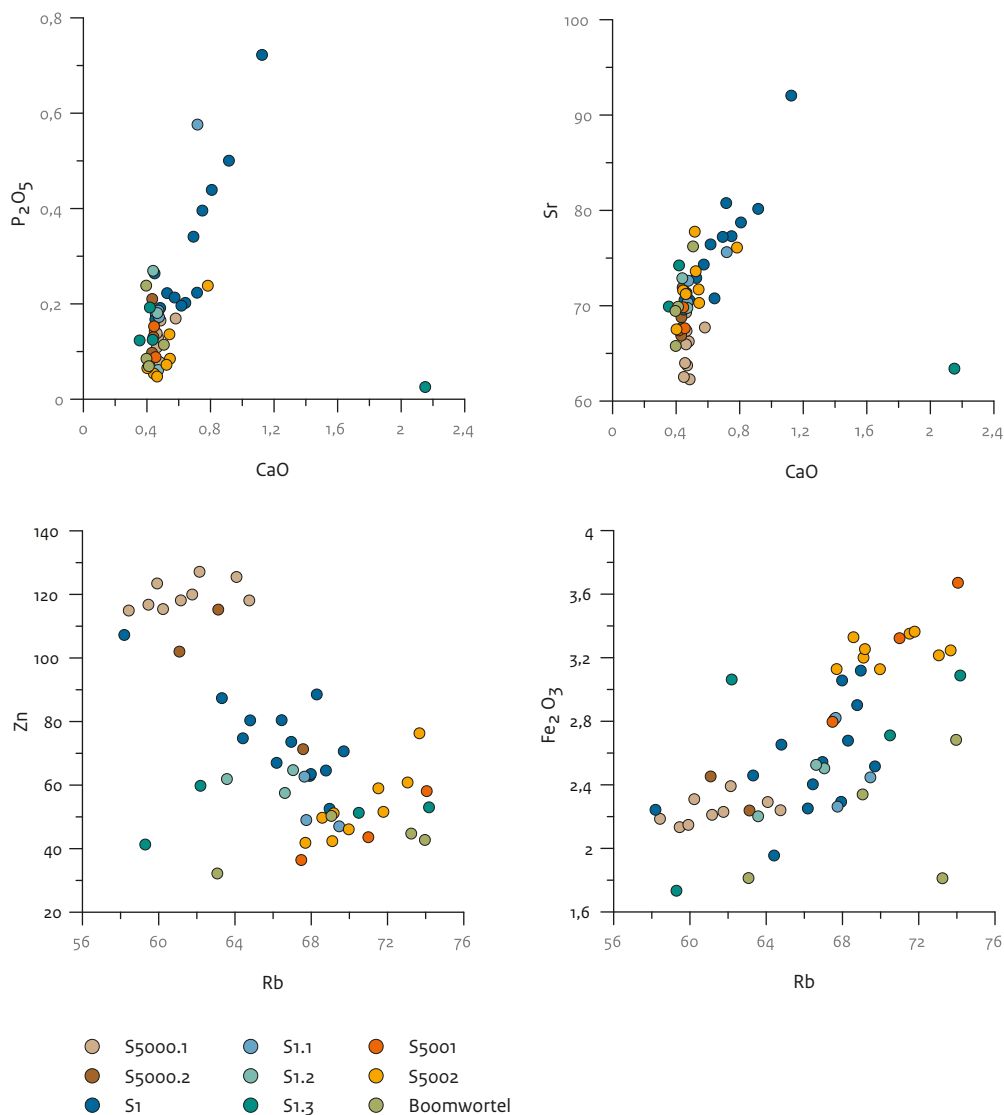 0,8
0,6
0,4
0,2
0
P2O5
0 0,4 0,8 1,2 1,6 2 2,4
CaO
100
90
80
70
60
Sr
0 0,4 0,8 1,2 1,6 2 2,4
CaO
140
120
100
80
60
40
20
Zn
56 60 64 68 72 76
Rb
4
3,6
3,2
2,8
2,4
2
1,6
Fe2O3
56 60 64 68 72 76
Rb
S5000.1 S1.1 S5001
S5000.2 S1.2 S5002
S1 S1.3 Boomwortel